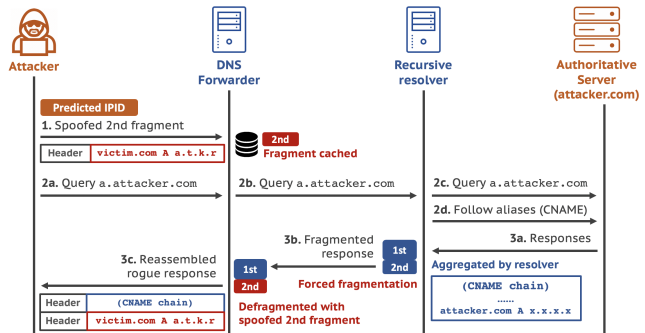 Attacker
DNS
Forwarder
Recursive
resolver
Authoritative
Server
(attacker.com)
Predicted IPID
1. Spoofed 2nd fragment
Header victim.com A a.t.k.r
2nd
Fragment cached
2a. Query a.attacker.com
2b. Query a.attacker.com
2c. Query a.attacker.com
2d. Follow aliases (CNAME)
3a. Responses
3b. Fragmented
response
1st
2nd
Forced fragmentation
Aggregated by resolver
(CNAME chain)
......
attacker.com A x.x.x.x
3c. Reassembled
rogue response
1st
2nd
Defragmented with
spoofed 2nd fragment
Header (CNAME chain)
Header victim.com A a.t.k.r